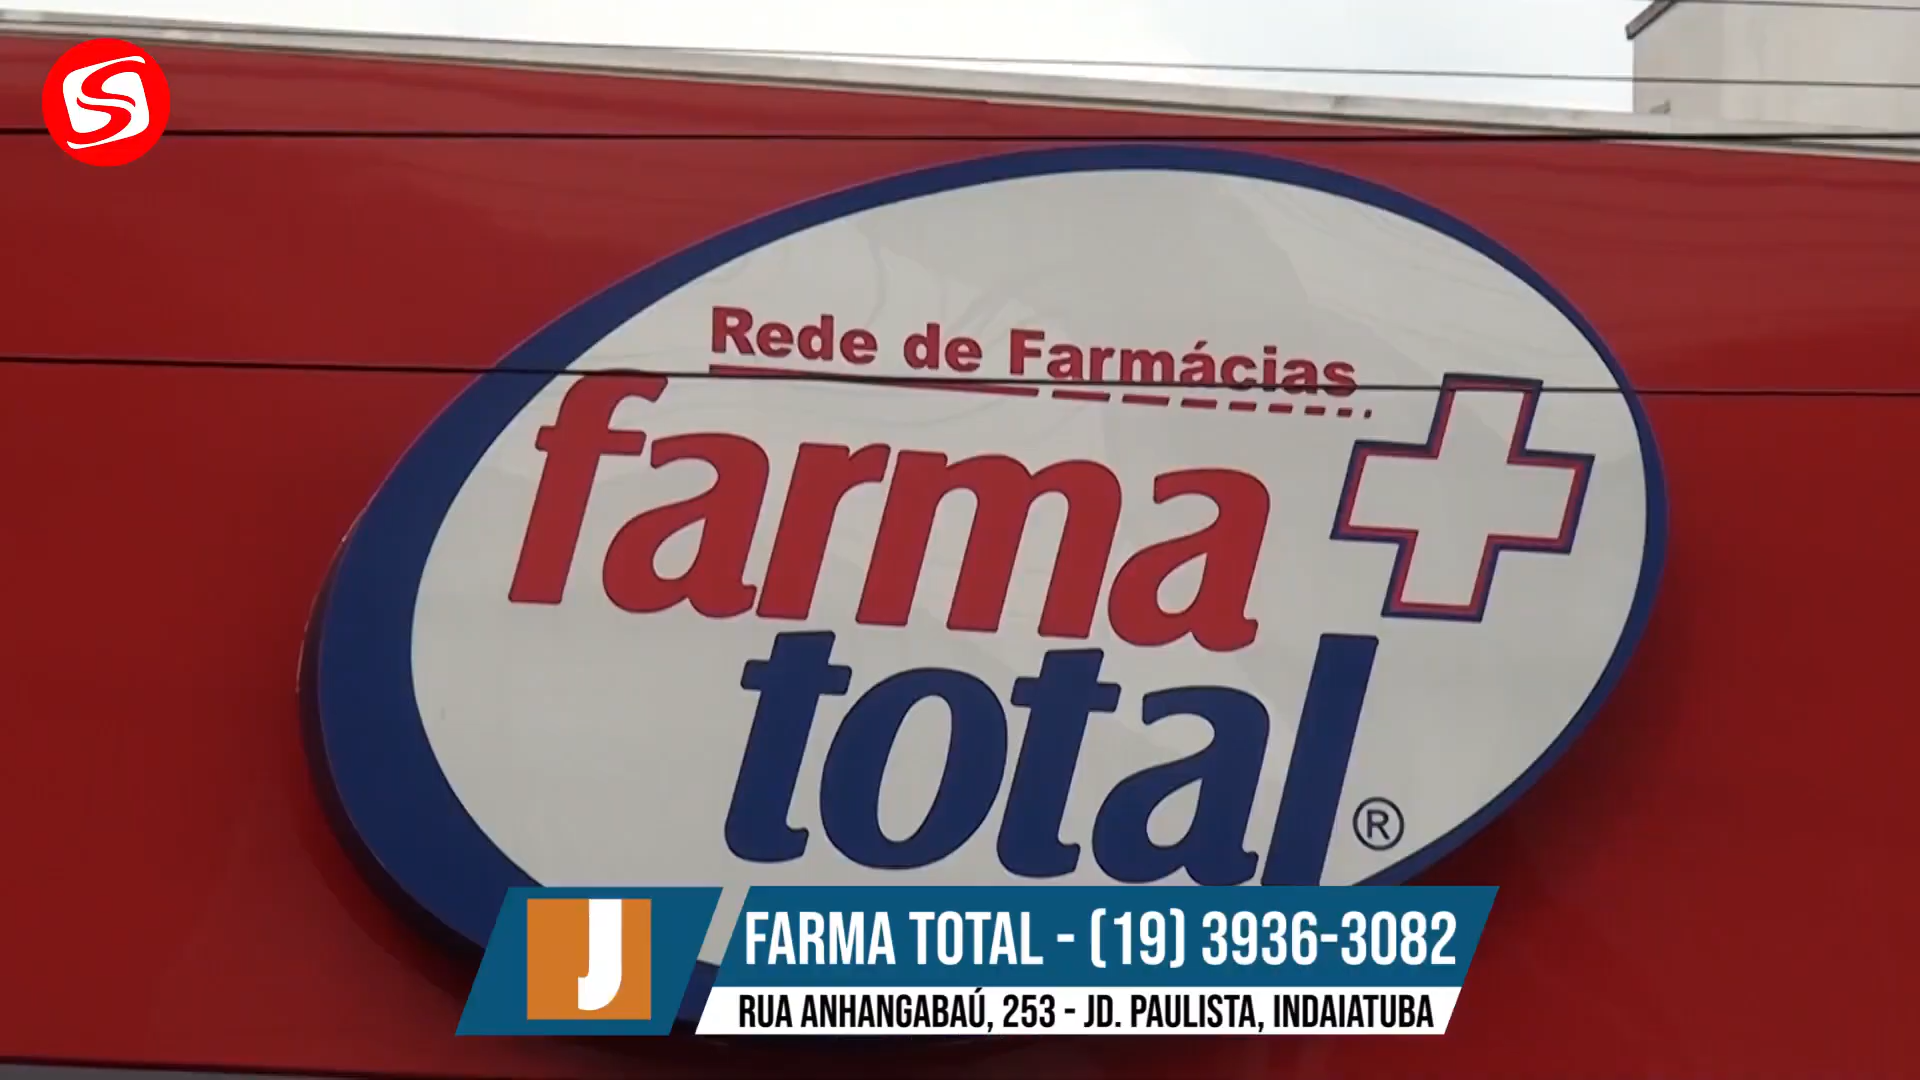 S
Rede de Farmácias
farma
total®
J
FARMA TOTAL - (19) 3936-3082
RUA ANHANGABAÚ, 253 - JD. PAULISTA, INDAIATUBA